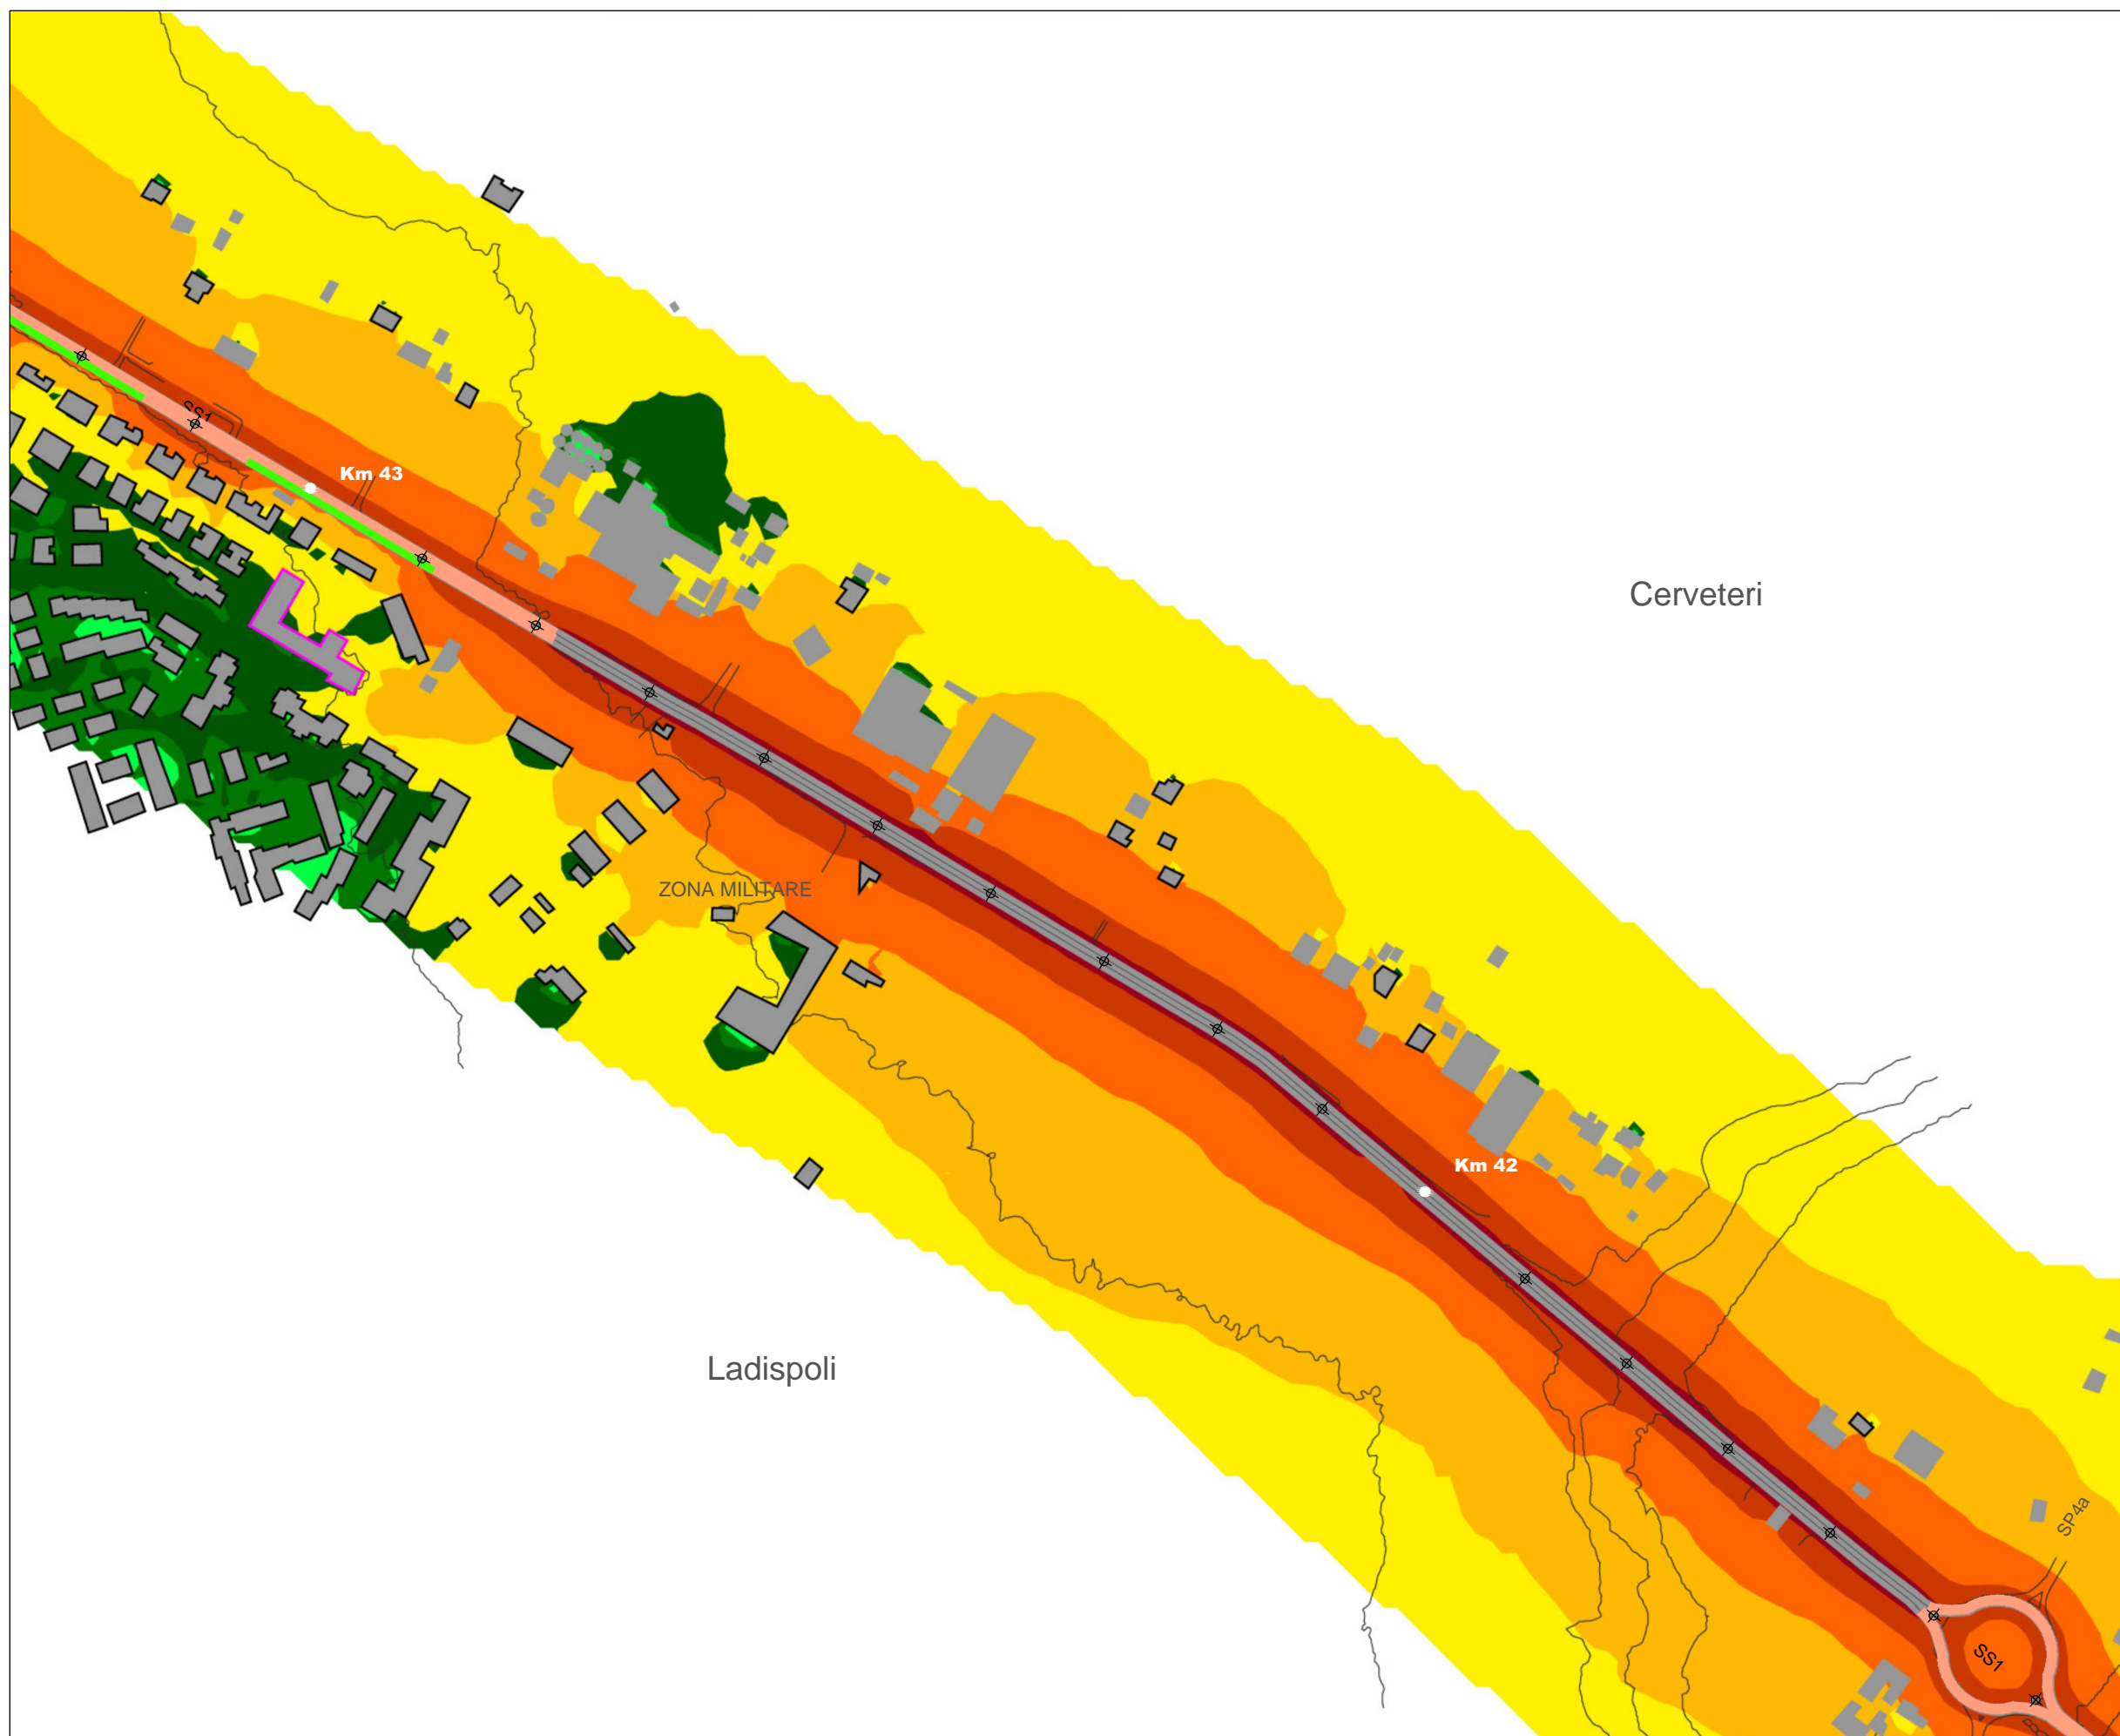 SS1
Km 43
Cerveteri
ZONA MILITARE
Km 42
Ladispoli
SP4a
SS1